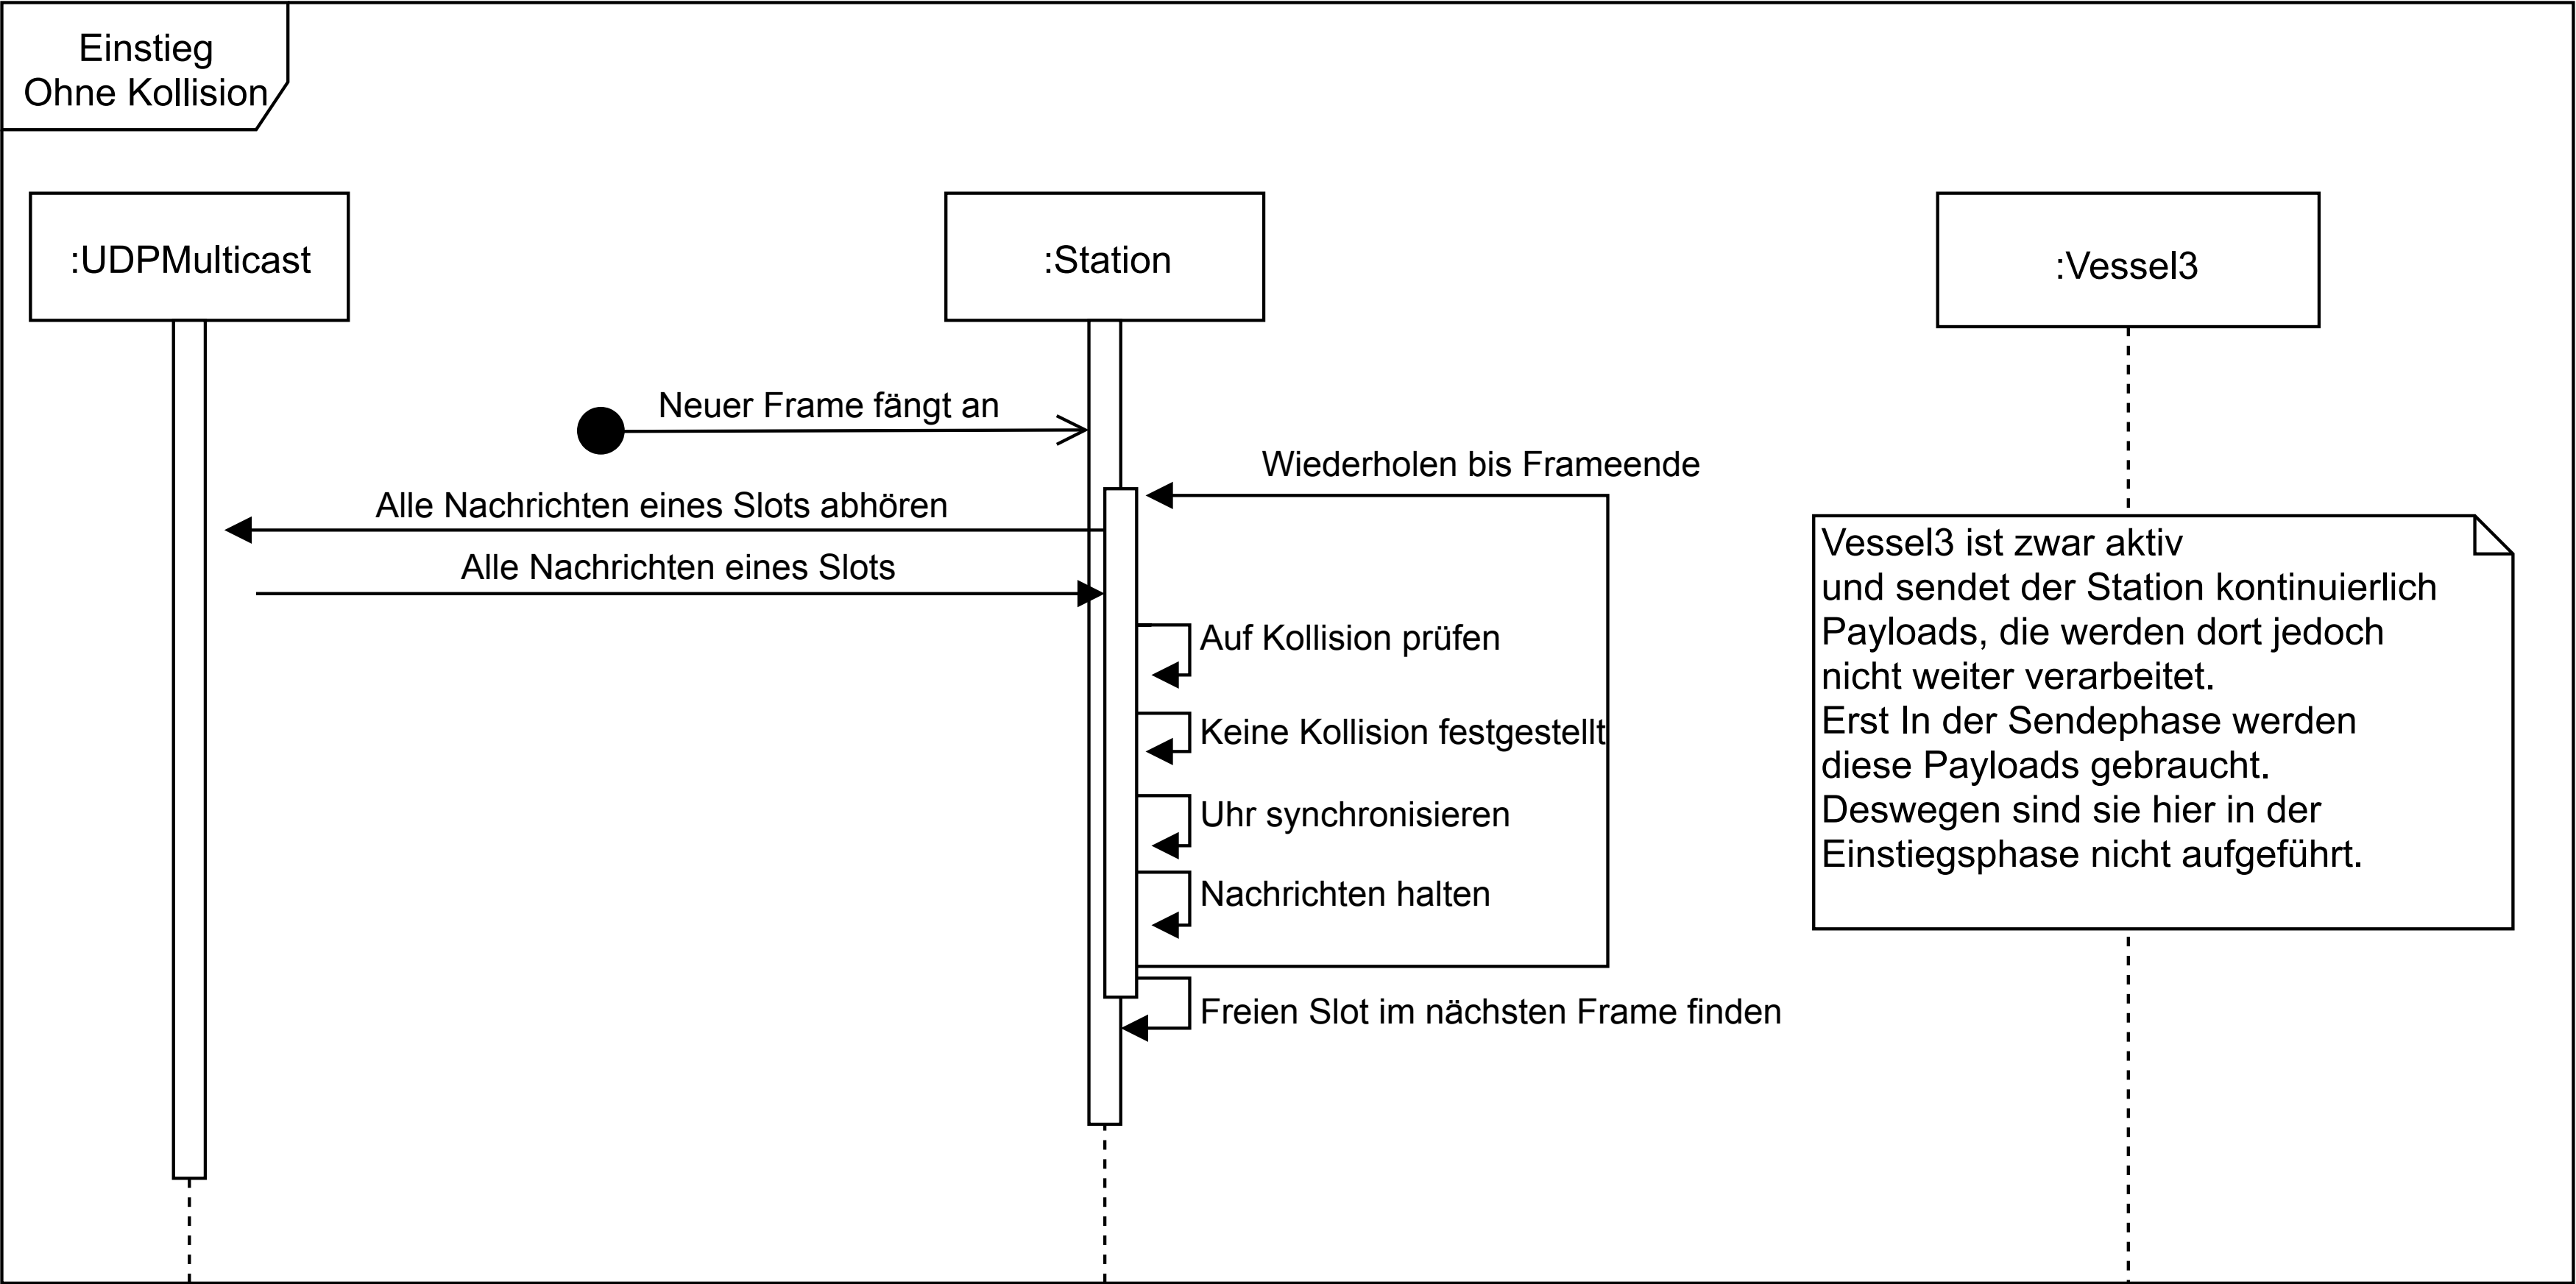 Einstieg
Ohne Kollision
:UDPMulticast
:Station
:Vessel3
Neuer Frame fängt an
Wiederholen bis Frameende
Alle Nachrichten eines Slots abhören
Alle Nachrichten eines Slots
Auf Kollision prüfen
Keine Kollision festgestellt
Uhr synchronisieren
Nachrichten halten
Freien Slot im nächsten Frame finden
Vessel3 ist zwar aktiv
und sendet der Station kontinuierlich
Payloads, die werden dort jedoch
nicht weiter verarbeitet.
Erst In der Sendephase werden
diese Payloads gebraucht.
Deswegen sind sie hier in der
Einstiegsphase nicht aufgeführt.